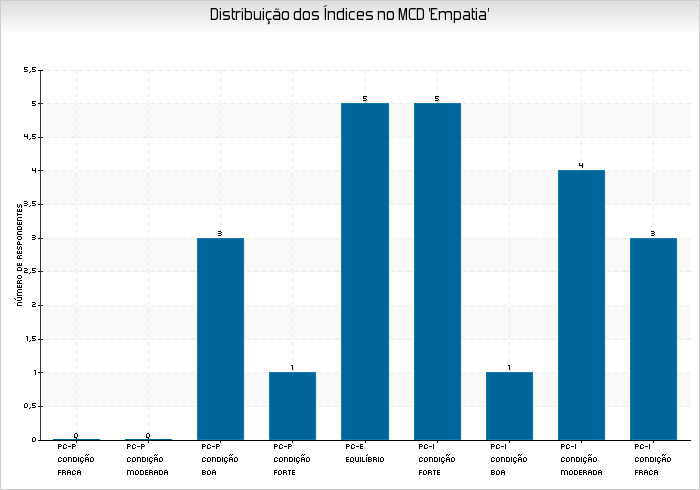 Distribuição dos Índices no MCD 'Empatia'
NÚMERO DE RESPONDENTES
5,5
5
4,5
4
3,5
3
2,5
2
1,5
1
0,5
0
0
0
3
1
5
5
1
4
3
PC-P CONDIÇÃO FRACA
PC-P CONDIÇÃO MODERADA
PC-P CONDIÇÃO BOA
PC-P CONDIÇÃO FORTE
PC-E EQUILÍBRIO
PC-I CONDIÇÃO FORTE
PC-I CONDIÇÃO BOA
PC-I CONDIÇÃO MODERADA
PC-I CONDIÇÃO FRACA